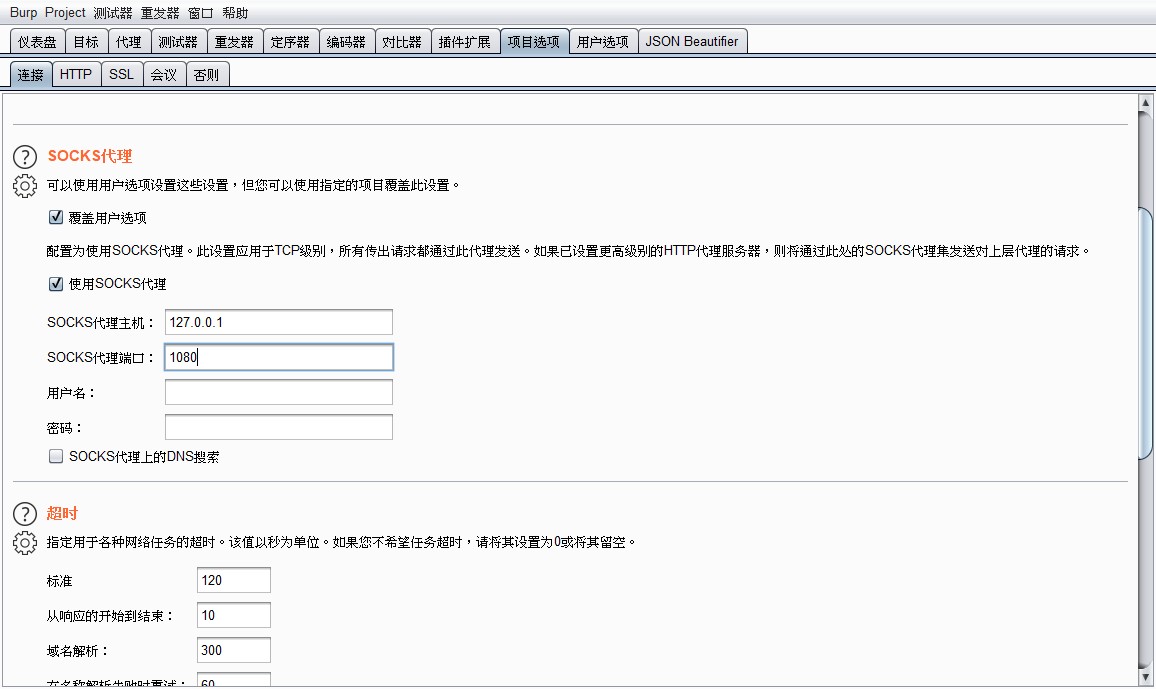 Burp Project 测试器 重发器 窗口 帮助
仪表盘 目标 代理 测试器 重发器 定序器 编码器 对比器 插件扩展 项目选项 用户选项 JSON Beautifier
连接 HTTP SSL 会议 否则
? SOCKS代理
可以使用用户选项设置这些设置，但您可以使用指定的项目覆盖此设置。
覆盖用户选项
配置为使用SOCKS代理。此设置应用于TCP级别，所有传出请求都通过此代理发送。如果已设置更高级别的HTTP代理服务器，则将通过此处的SOCKS代理集发送对上层代理的请求。
使用SOCKS代理
SOCKS代理主机： 127.0.0.1
SOCKS代理端口： 1080
用户名：
密码：
SOCKS代理上的DNS搜索
? 超时
指定用于各种网络任务的超时。该值以秒为单位。如果您不希望任务超时，请将其设置为0或将其留空。
标准 120
从响应的开始到结束： 10
域名解析： 300
在名称解析失败时重试： 60